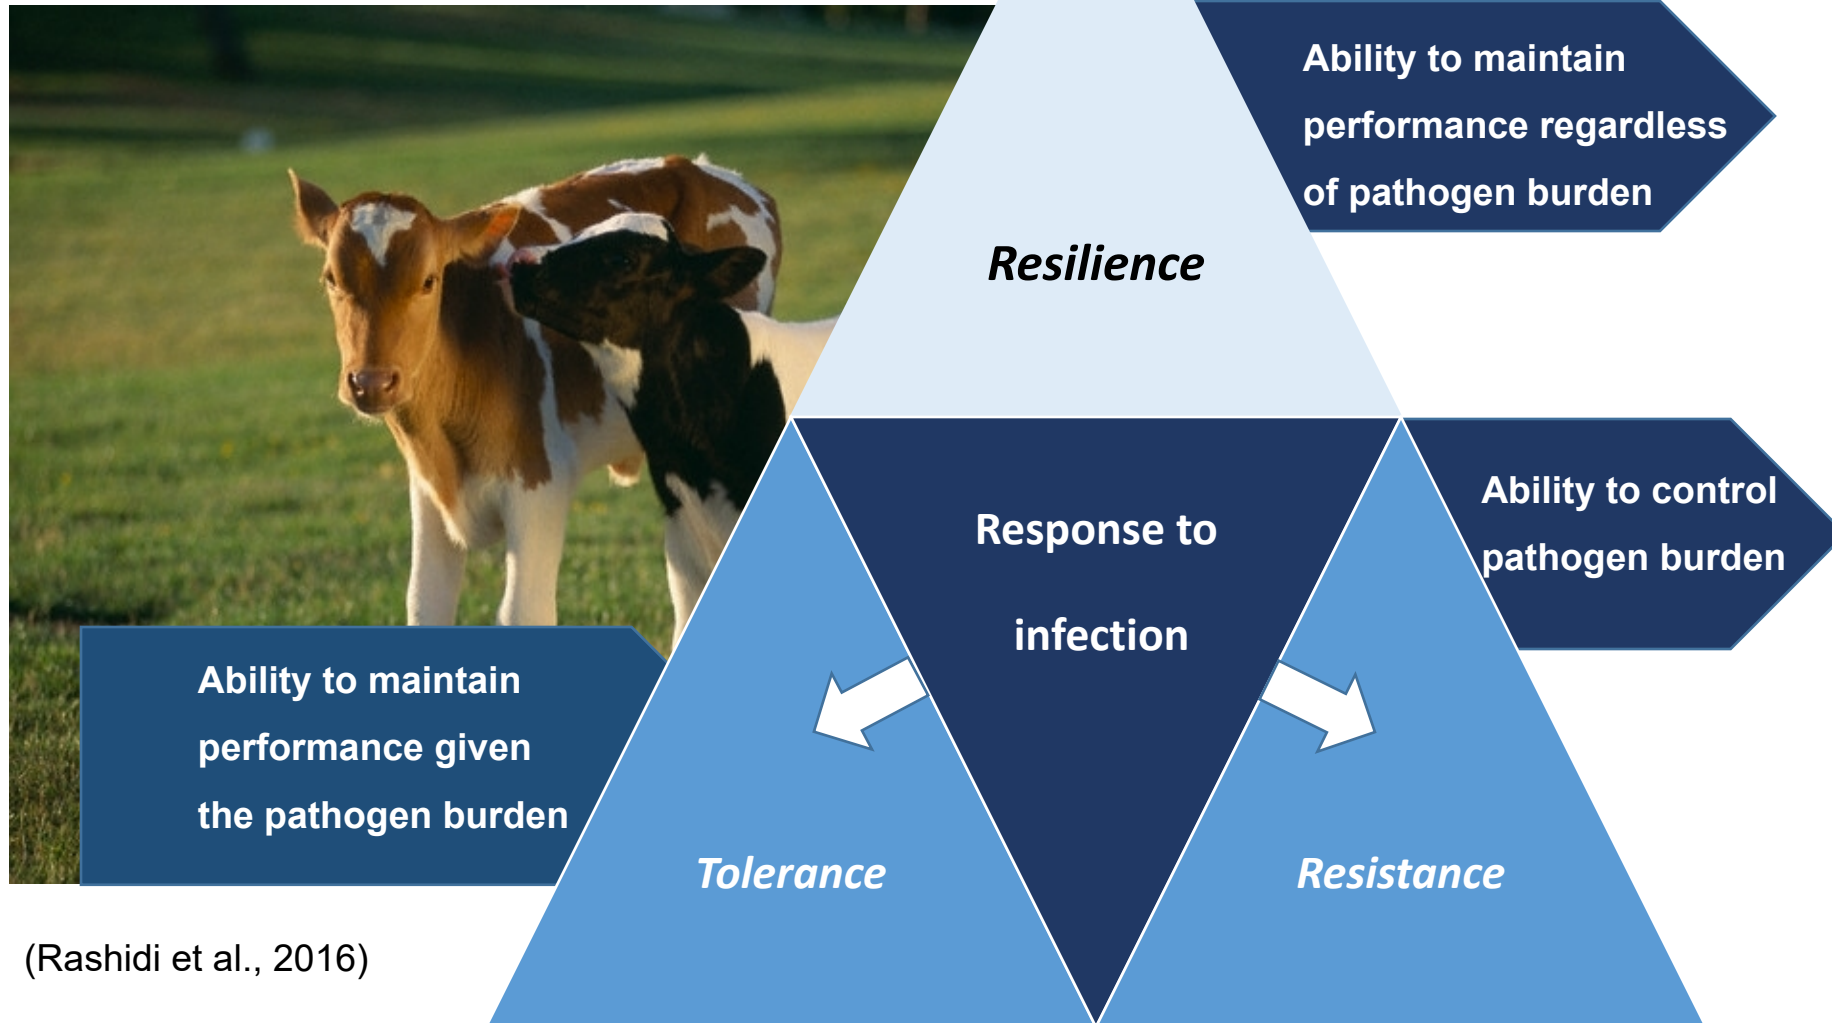 Ability to maintain
performance regardless
of pathogen burden
Resilience
Ability to control
pathogen burden
Response to
infection
Ability to maintain
performance given
the pathogen burden
Tolerance
Resistance
(Rashidi et al., 2016)